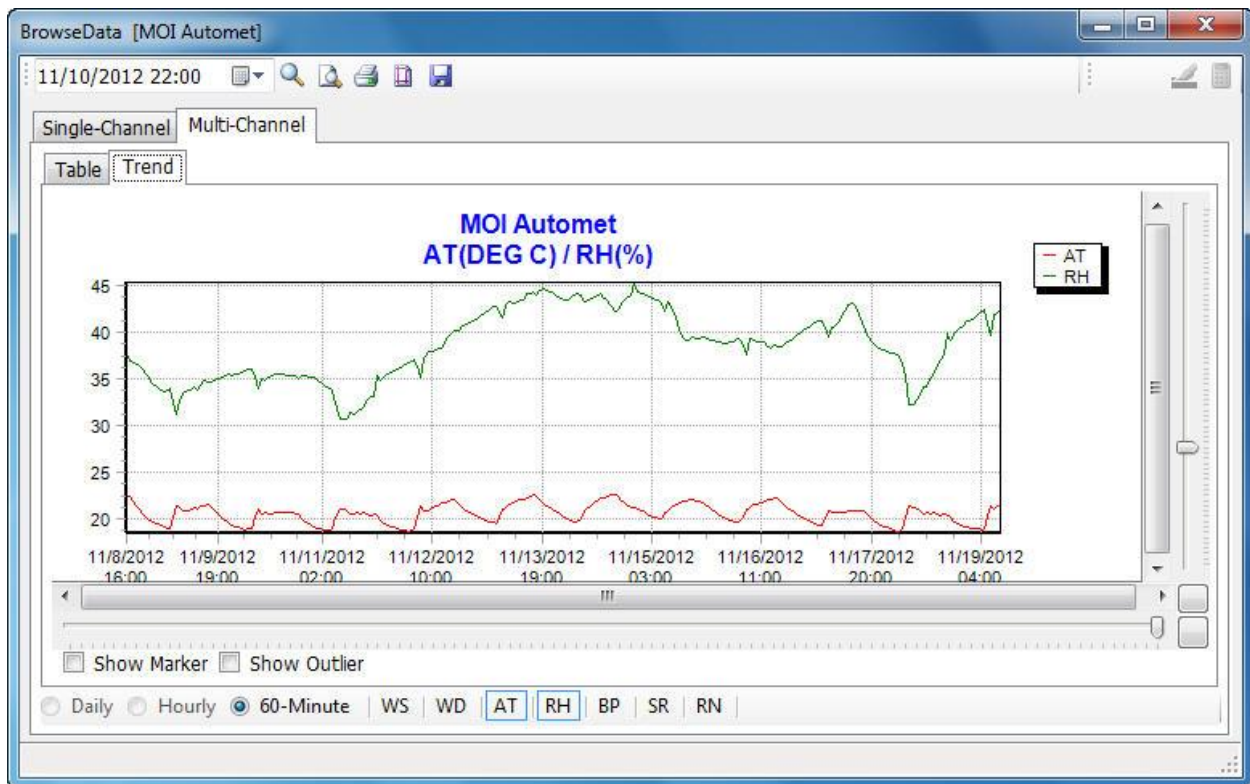 BrowseData [MOI Automet]
11/10/2012 22:00
Single-Channel Multi-Channel
Table Trend
MOI Automet
AT(DEG C) / RH(%)
AT
RH
45
40
35
30
25
20
11/8/2012 11/9/2012 11/11/2012 11/12/2012 11/13/2012 11/15/2012 11/16/2012 11/17/2012 11/19/2012
16:00 19:00 02:00 10:00 19:00 03:00 11:00 20:00 04:00
Show Marker Show Outlier
Daily Hourly 60-Minute WS WD AT RH BP SR RN